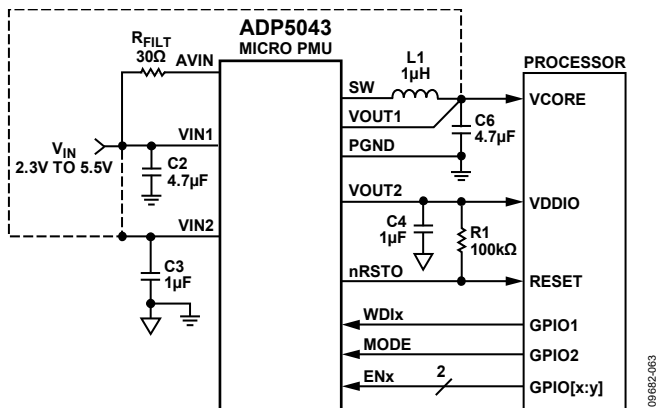 ADP5043
MICRO PMU
R_FILT
30Ω
AVIN
L1
1µH
PROCESSOR
SW
VCORE
VOUT1
C6
4.7µF
VIN1
V_IN
2.3V TO 5.5V
C2
4.7µF
PGND
VOUT2
VDDIO
VIN2
C4
1µF
R1
100kΩ
C3
1µF
nRSTO
RESET
WDIx
GPIO1
MODE
GPIO2
ENx
2
GPIO[x:y]
09682-063